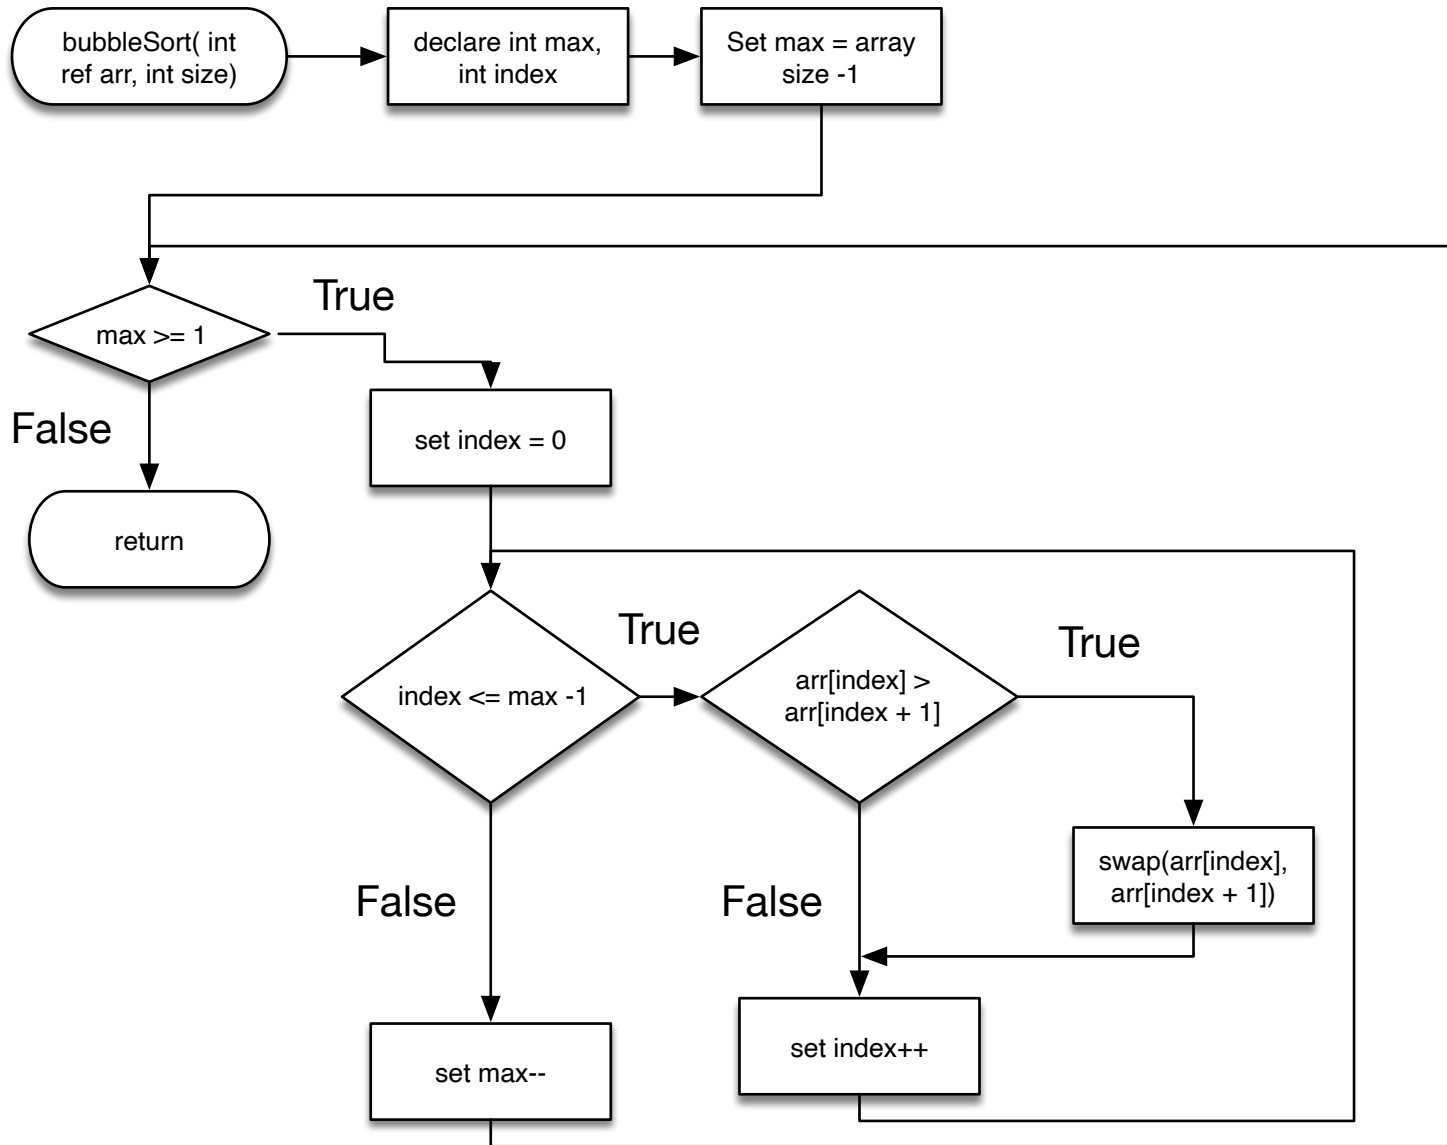 bubbleSort( int
ref arr, int size)
declare int max,
int index
Set max = array
size -1
max >= 1
True
False
set index = 0
return
index <= max -1
True
arr[index] >
arr[index + 1]
True
swap(arr[index],
arr[index + 1])
False
False
set index++
set max--